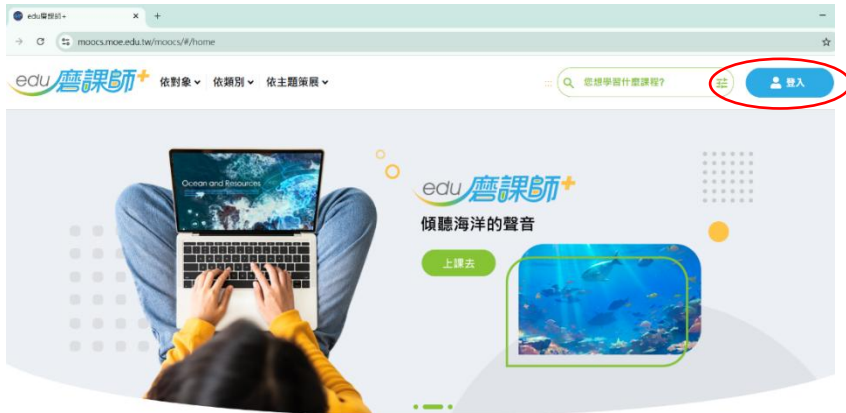 edu磨課師+
moocs.moe.edu.tw/moocs/#/home
edu磨課師+ 依對象 依類別 依主題策展 您想學習什麼課程? 登入
Ocean and Resources
edu磨課師+
傾聽海洋的聲音
上課去